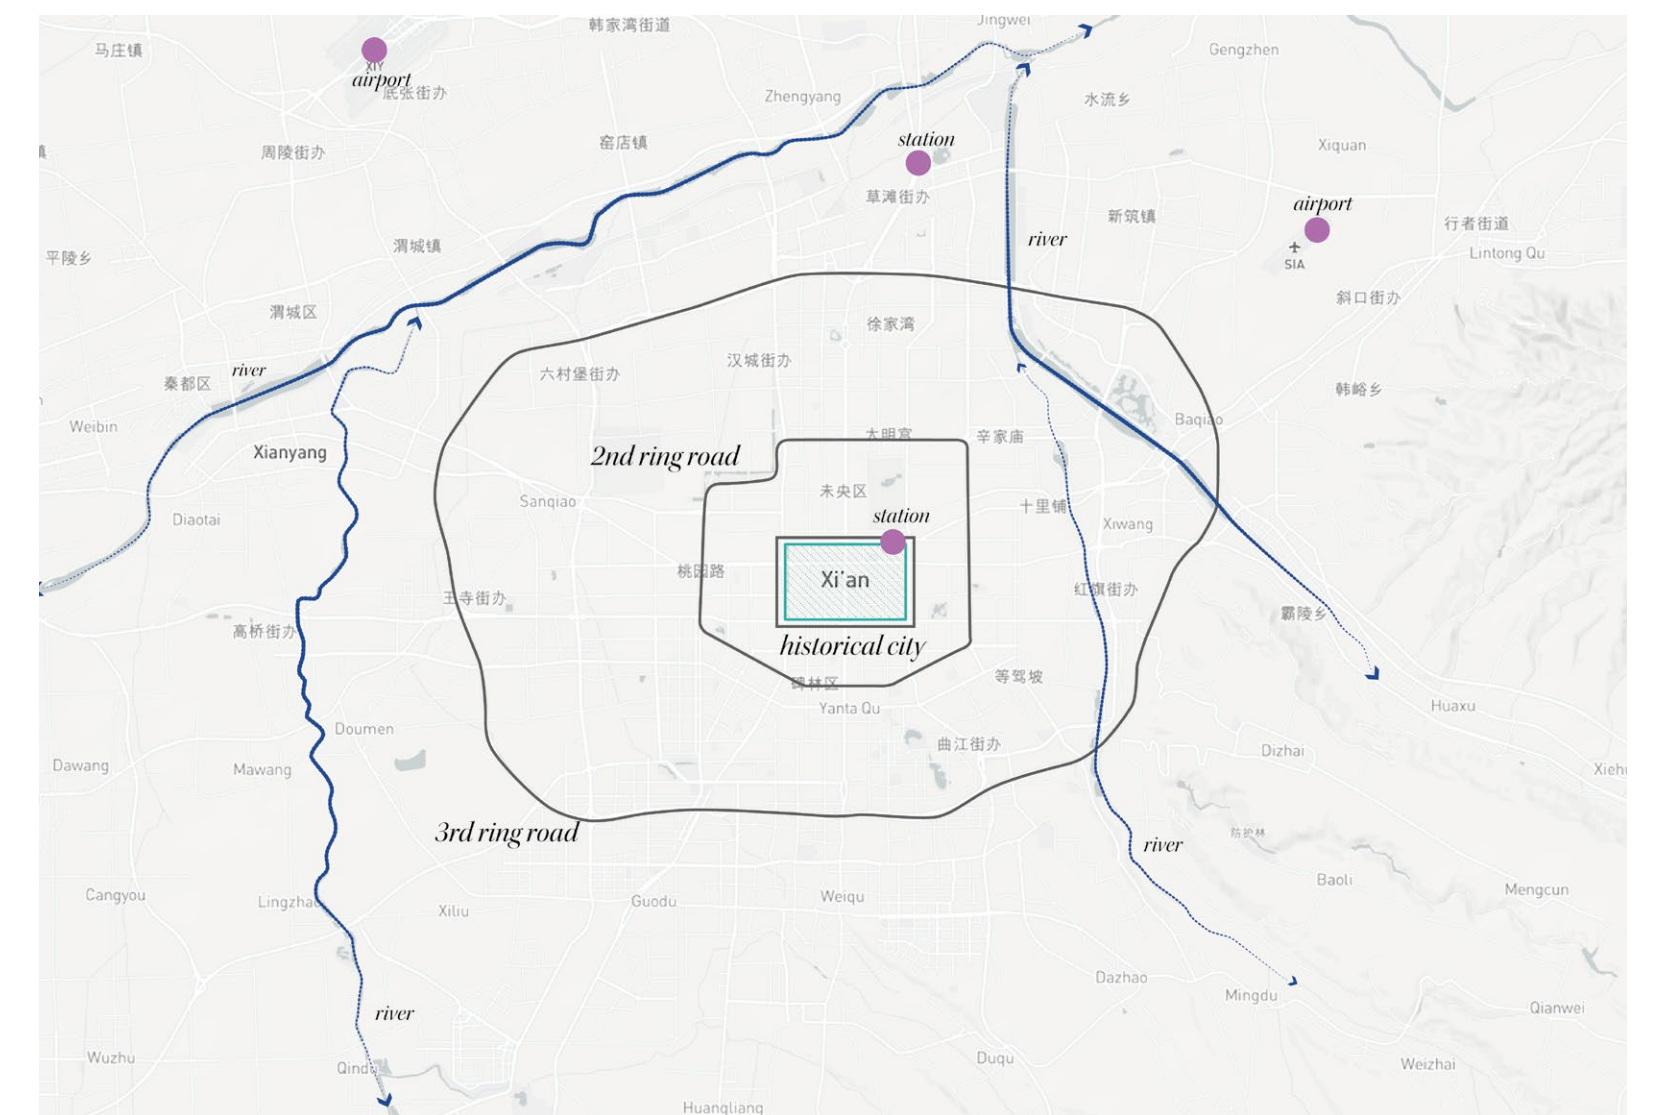 Jingwei
韩家湾街道
马庄镇
Gengzhen
XIY
airport
底张街办
Zhengyang
水流乡
station
窑店镇
周陵街办
Xiquan
草滩街办
airport
新筑镇
行者街道
river
渭城镇
Lintong Qu
平陵乡
SIA
斜口街办
渭城区
徐家湾
汉城街办
river
六村堡街办
秦都区
韩峪乡
Baqiao
Weibin
大明宫
辛家庙
Xianyang
2nd ring road
未央区
Sanqiao
十里铺
station
Diaotai
Xiwang
桃园路
Xi'an
红旗街办
王寺街办
霸陵乡
高桥街办
historical city
等驾坡
碑林区
Yanta Qu
Huaxu
Doumen
曲江街办
Dizhai
Dawang
Mawang
Xiehu
3rd ring road
防护林
river
Baoli
Mengcun
Cangyou
Lingzhao
Xiliu
Guodu
Weiqu
Dazhao
Mingdu
Qianwei
river
Wuzhu
Qindu
Duqu
Weizhai
Huangliang